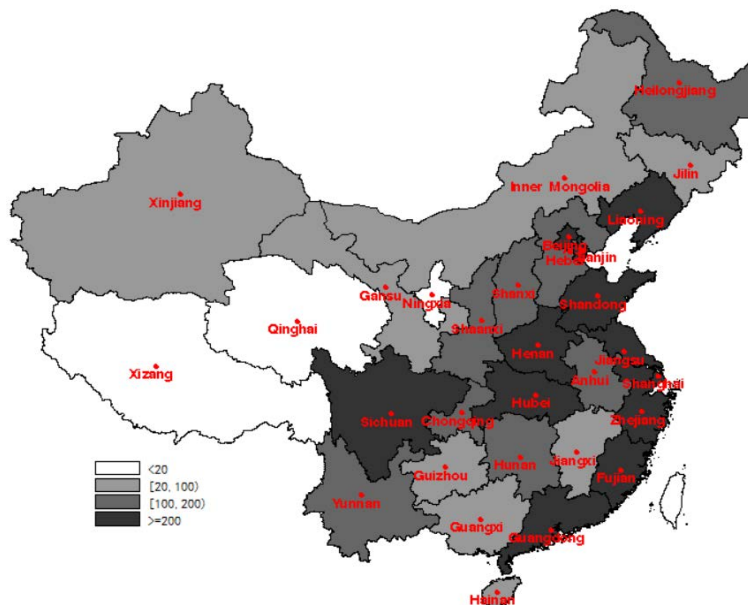 Heilongjiang
Jilin
Inner Mongolia
Xinjiang
Liaoning
Beijing
Tianjin
Hebei
Gansu
Ningxia
Shanxi
Shandong
Qinghai
Shaanxi
Henan
Jiangsu
Xizang
Anhui
Shanghai
Hubei
Sichuan
Chongqing
Zhejiang
Hunan
Jiangxi
Guizhou
Fujian
Yunnan
Guangxi
Guangdong
Hainan
<20
[20, 100)
[100, 200)
>=200